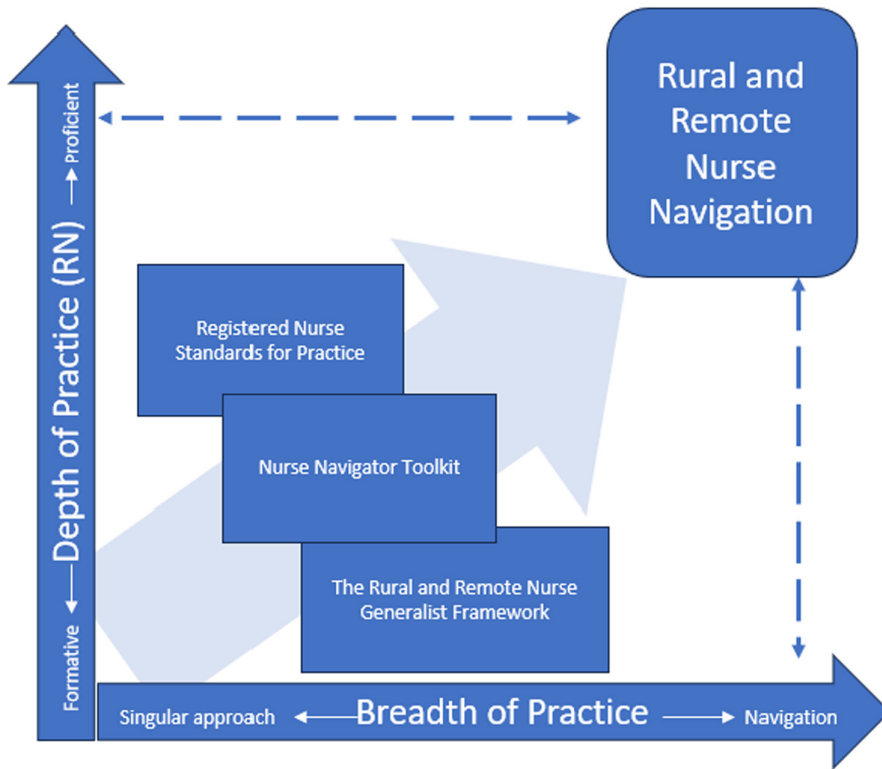 Rural and
Remote
Nurse
Navigation
Formative ← Depth of Practice (RN) → Proficient
Registered Nurse
Standards for Practice
Nurse Navigator Toolkit
The Rural and Remote Nurse
Generalist Framework
Singular approach ← Breadth of Practice → Navigation